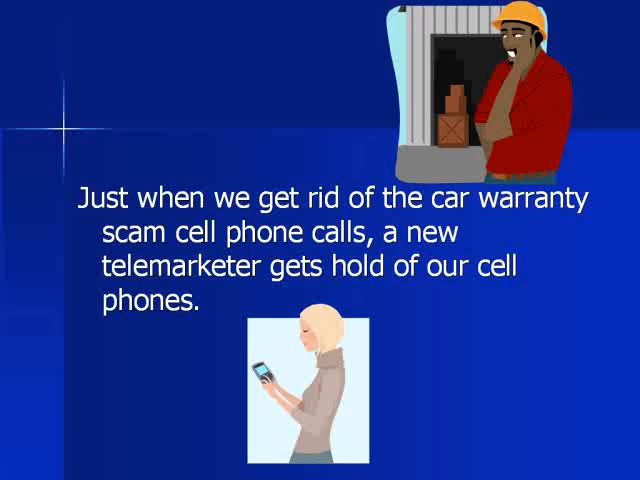 Just when we get rid of the car warranty
scam cell phone calls, a new
telemarketer gets hold of our cell
phones.